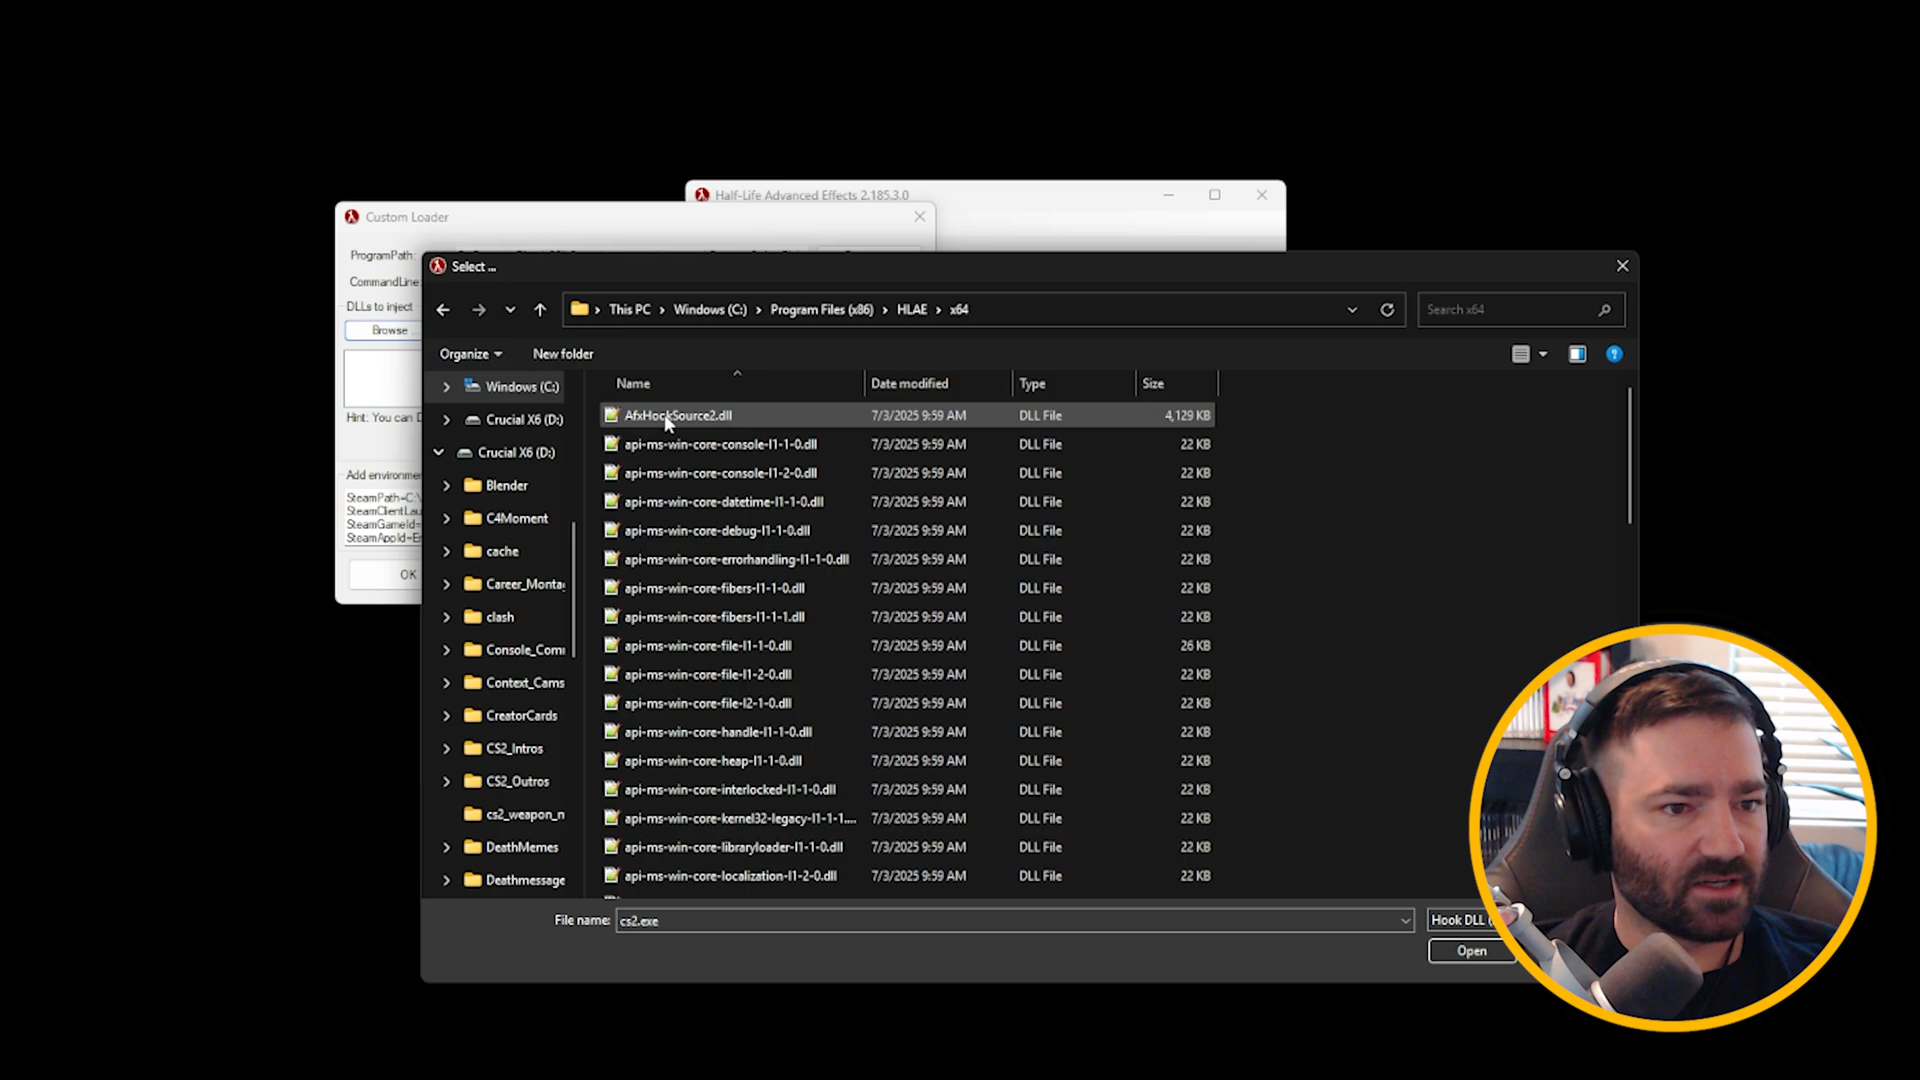 Half-Life Advanced Effects 2.185.3.0
Custom Loader
ProgramPath:
CommandLine
DLLs to inject
Browse ...
Hint: You can D
Add environme
SteamPath=C:\
SteamClientLau
SteamGameId=
SteamAppId=E
OK
Select ...
This PC > Windows (C:) > Program Files (x86) > HLAE > x64
Search x64
Organize
New folder
Windows (C:)
Crucial X6 (D:)
Crucial X6 (D:)
Blender
C4Moment
cache
Career_Monta
clash
Console_Com
Context_Cams
CreatorCards
CS2_Intros
CS2_Outros
cs2_weapon_n
DeathMemes
Deathmessage
Name Date modified Type Size
AfxHookSource2.dll 7/3/2025 9:59 AM DLL File 4,129 KB
api-ms-win-core-console-l1-1-0.dll 7/3/2025 9:59 AM DLL File 22 KB
api-ms-win-core-console-l1-2-0.dll 7/3/2025 9:59 AM DLL File 22 KB
api-ms-win-core-datetime-l1-1-0.dll 7/3/2025 9:59 AM DLL File 22 KB
api-ms-win-core-debug-l1-1-0.dll 7/3/2025 9:59 AM DLL File 22 KB
api-ms-win-core-errorhandling-l1-1-0.dll 7/3/2025 9:59 AM DLL File 22 KB
api-ms-win-core-fibers-l1-1-0.dll 7/3/2025 9:59 AM DLL File 22 KB
api-ms-win-core-fibers-l1-1-1.dll 7/3/2025 9:59 AM DLL File 22 KB
api-ms-win-core-file-l1-1-0.dll 7/3/2025 9:59 AM DLL File 26 KB
api-ms-win-core-file-l1-2-0.dll 7/3/2025 9:59 AM DLL File 22 KB
api-ms-win-core-file-l2-1-0.dll 7/3/2025 9:59 AM DLL File 22 KB
api-ms-win-core-handle-l1-1-0.dll 7/3/2025 9:59 AM DLL File 22 KB
api-ms-win-core-heap-l1-1-0.dll 7/3/2025 9:59 AM DLL File 22 KB
api-ms-win-core-interlocked-l1-1-0.dll 7/3/2025 9:59 AM DLL File 22 KB
api-ms-win-core-kernel32-legacy-l1-1-1.... 7/3/2025 9:59 AM DLL File 22 KB
api-ms-win-core-libraryloader-l1-1-0.dll 7/3/2025 9:59 AM DLL File 22 KB
api-ms-win-core-localization-l1-2-0.dll 7/3/2025 9:59 AM DLL File 22 KB
File name: cs2.exe
Hook DLL (
Open